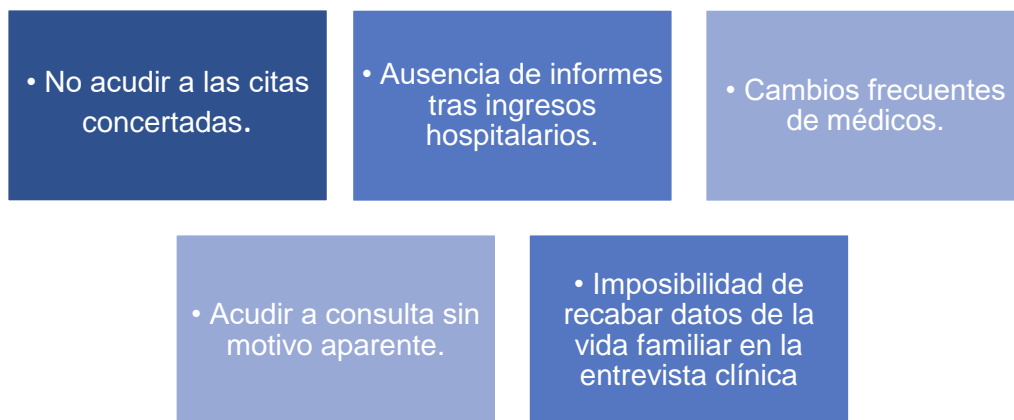 • No acudir a las citas
concertadas.
• Ausencia de informes
tras ingresos
hospitalarios.
• Cambios frecuentes
de médicos.
• Acudir a consulta sin
motivo aparente.
• Imposibilidad de
recabar datos de la
vida familiar en la
entrevista clínica